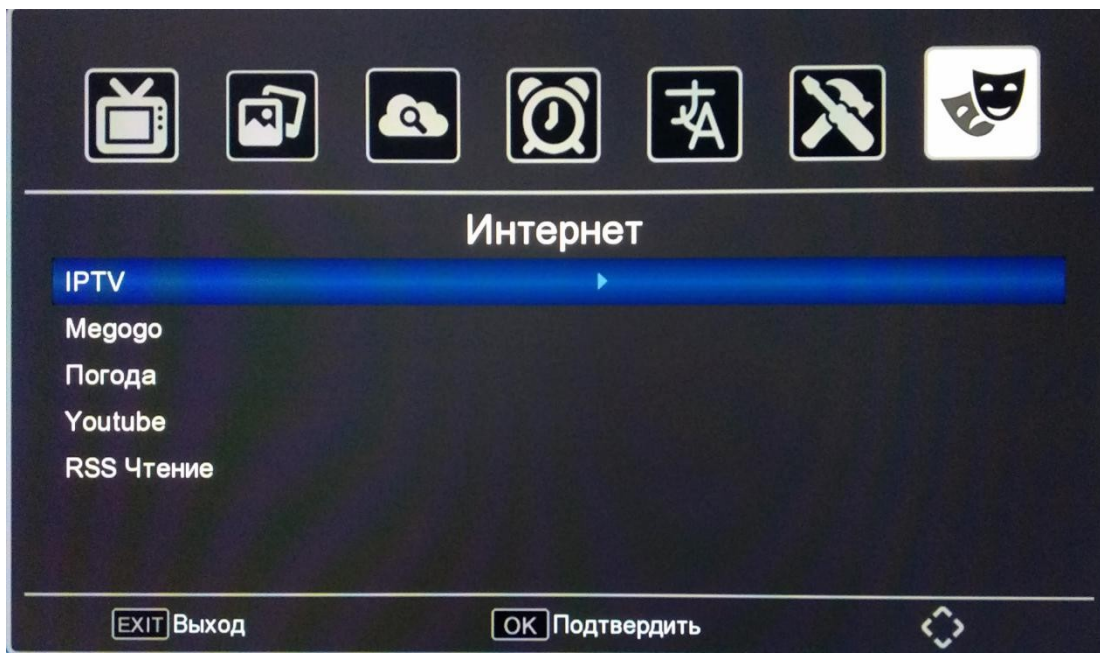 Интернет
IPTV
Megogo
Погода
Youtube
RSS Чтение
EXIT Выход
OK Подтвердить